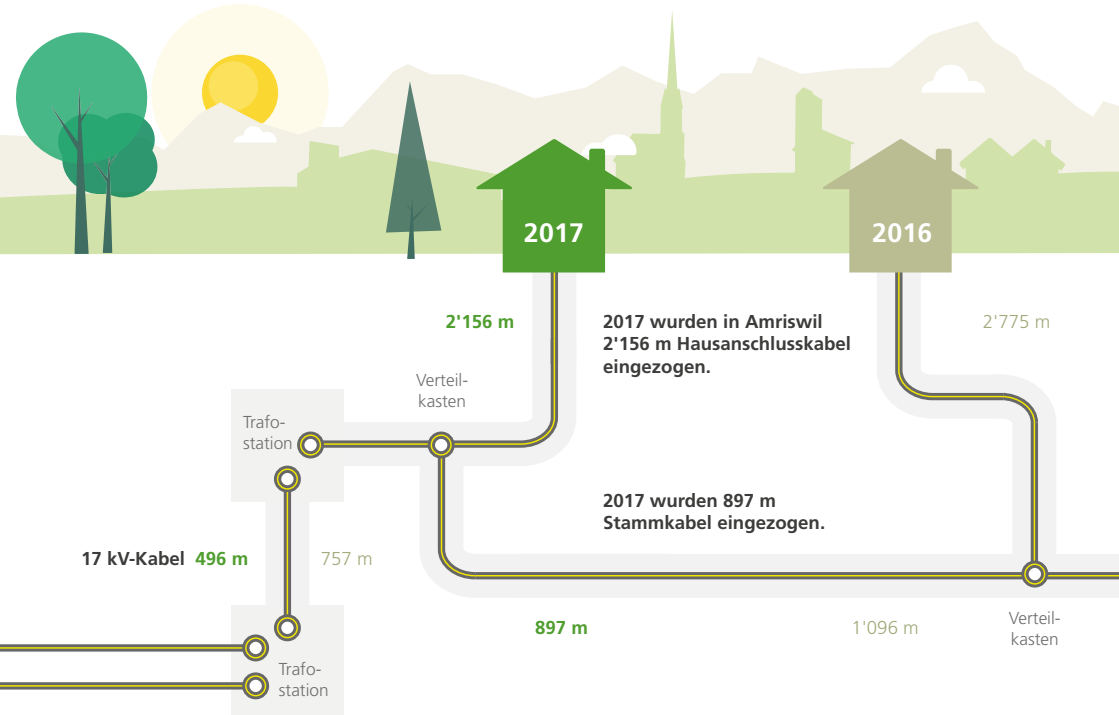 2017
2016
2'156 m
2017 wurden in Amriswil
2'156 m Hausanschlusskabel
eingezogen.
2'775 m
Verteil-
kasten
Trafo-
station
2017 wurden 897 m
Stammkabel eingezogen.
17 kV-Kabel 496 m
757 m
897 m
1'096 m
Verteil-
kasten
Trafo-
station